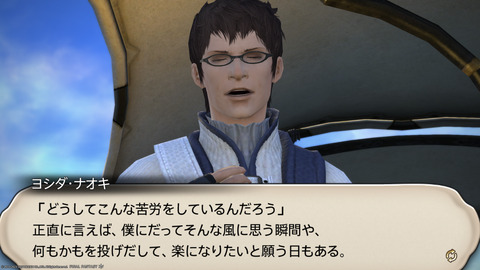 ヨシダ・ナオキ
「どうしてこんな苦労をしているんだろう」
正直に言えば、僕にだってそんな風に思う瞬間や、
何もかもを投げだして、楽になりたいと願う日もある。